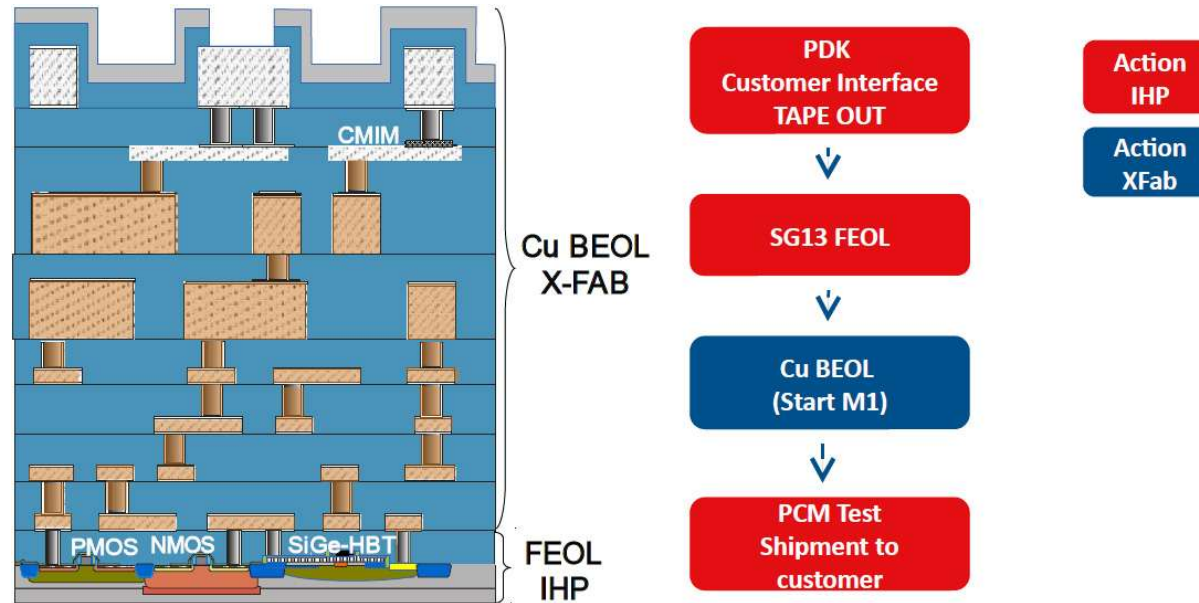 CMIM
PMOS NMOS SiGe-HBT
Cu BEOL
X-FAB
FEOL
IHP
PDK
Customer Interface
TAPE OUT
SG13 FEOL
Cu BEOL
(Start M1)
PCM Test
Shipment to
customer
Action
IHP
Action
XFab